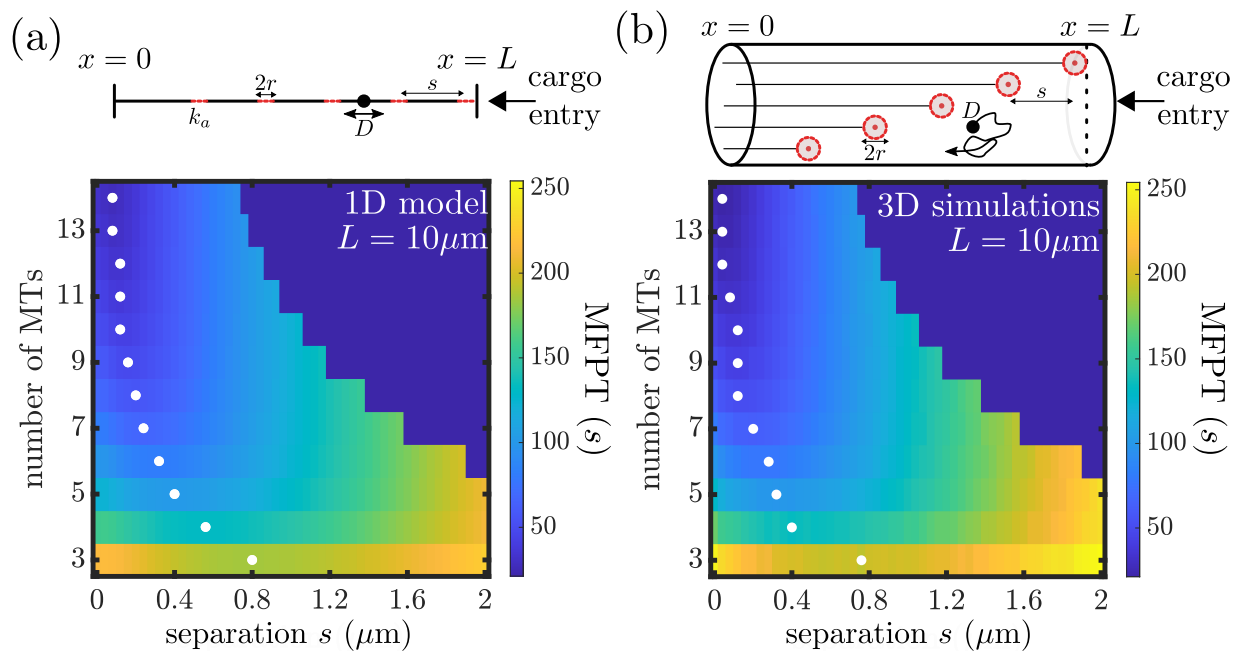 (a)
x = 0
x = L
2r
s
k_a
D
cargo
entry
1D model
L = 10μm
number of MTs
13
11
9
7
5
3
0 0.4 0.8 1.2 1.6 2
separation s (μm)
250
200
150
100
50
MFPT (s)
(b)
x = 0
x = L
s
D
2r
cargo
entry
3D simulations
L = 10μm
number of MTs
13
11
9
7
5
3
0 0.4 0.8 1.2 1.6 2
separation s (μm)
250
200
150
100
50
MFPT (s)